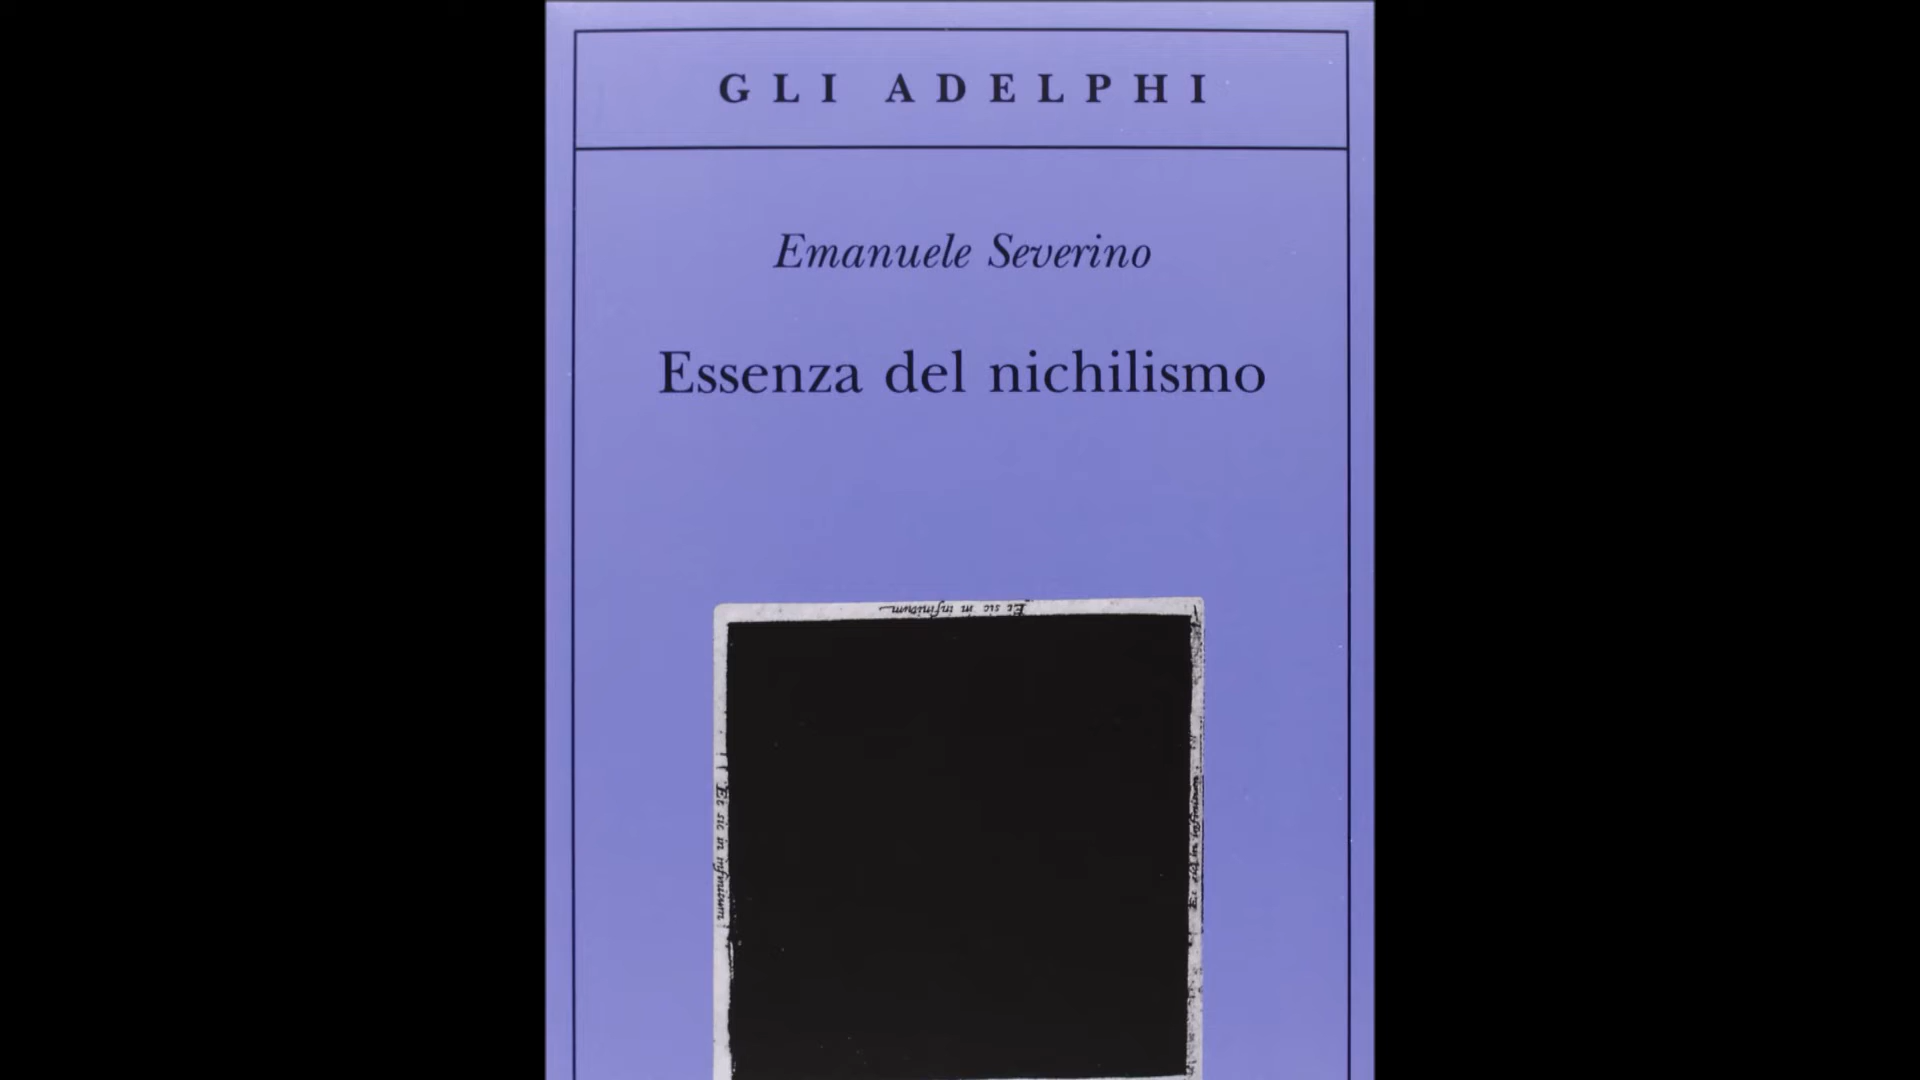 GLI ADELPHI
Emanuele Severino
Essenza del nichilismo
Et sic in infinitum
Et sic in infinitum
Et sic in infinitum